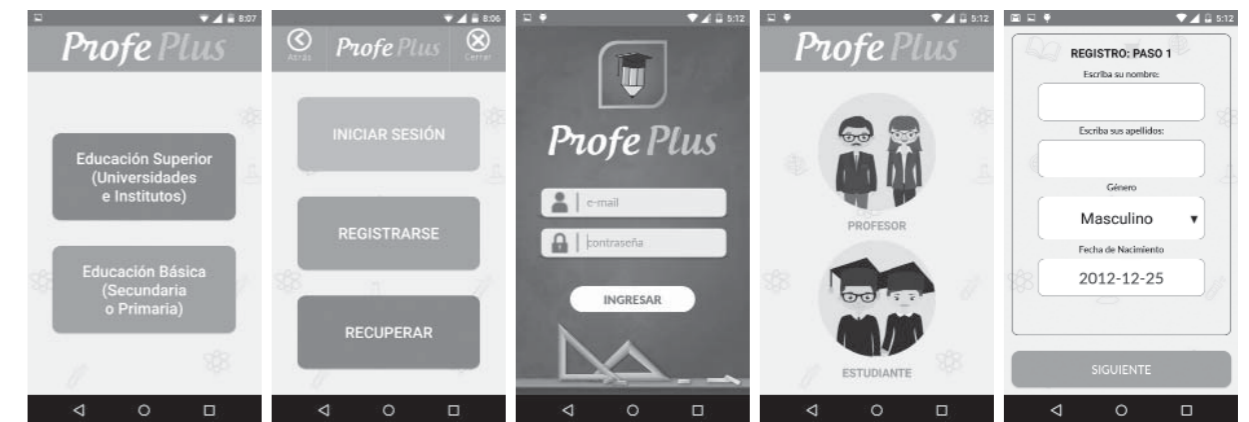 8:07
Profe Plus
Educación Superior
(Universidades
e Institutos)
Educación Básica
(Secundaria
o Primaria)
8:06
Atrás
Profe Plus
Cerrar
INICIAR SESIÓN
REGISTRARSE
RECUPERAR
5:12
Profe Plus
e-mail
contraseña
INGRESAR
5:12
Profe Plus
PROFESOR
ESTUDIANTE
5:12
REGISTRO: PASO 1
Escriba su nombre:
Escriba sus apellidos:
Género
Masculino
Fecha de Nacimiento
2012-12-25
SIGUIENTE